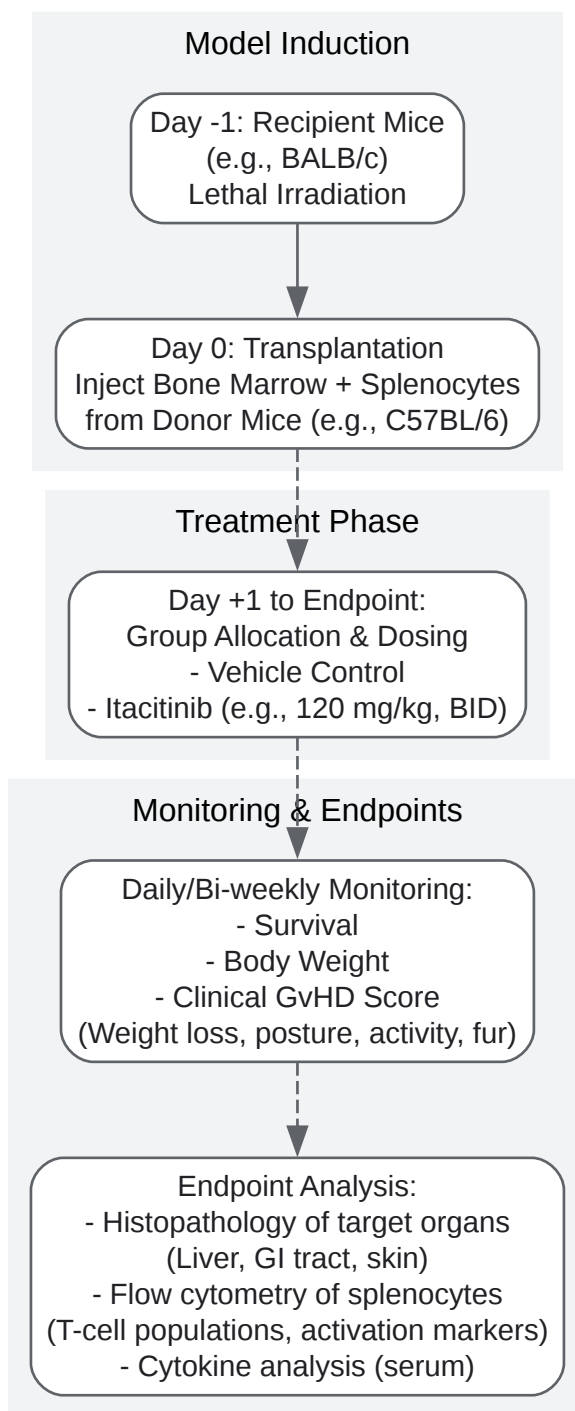 Model Induction
Day -1: Recipient Mice
(e.g., BALB/c)
Lethal Irradiation
Day 0: Transplantation
Inject Bone Marrow + Splenocytes
from Donor Mice (e.g., C57BL/6)
Treatment Phase
Day +1 to Endpoint:
Group Allocation & Dosing
- Vehicle Control
- Itacitinib (e.g., 120 mg/kg, BID)
Monitoring & Endpoints
Daily/Bi-weekly Monitoring:
- Survival
- Body Weight
- Clinical GvHD Score
(Weight loss, posture, activity, fur)
Endpoint Analysis:
- Histopathology of target organs
(Liver, GI tract, skin)
- Flow cytometry of splenocytes
(T-cell populations, activation markers)
- Cytokine analysis (serum)